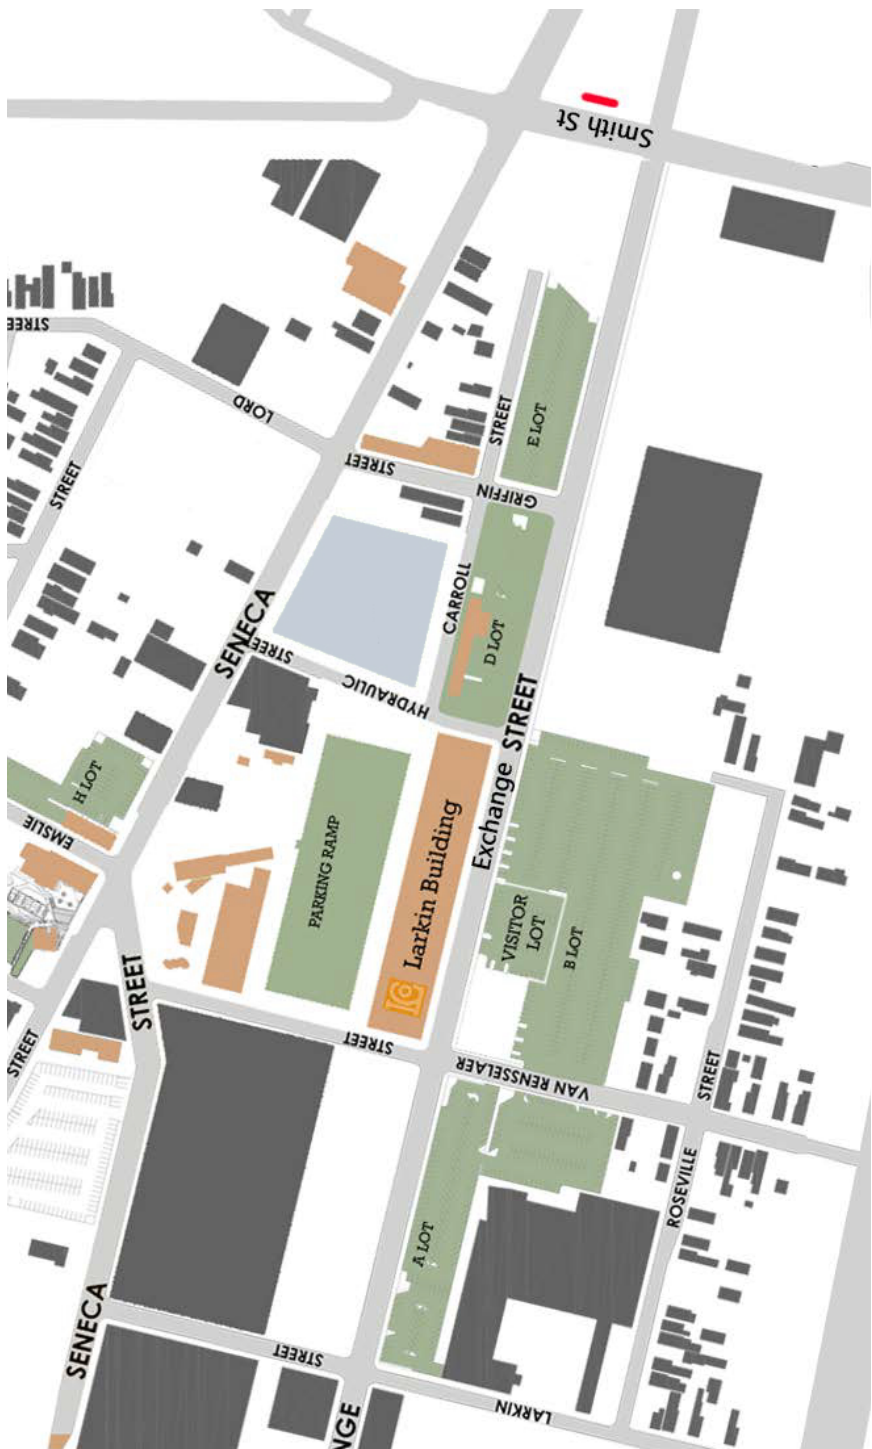 Smith St
STREET
LORD
STREET
STREET
E LOT
STREET
GRIFFIN
STREET
CARROLL
D LOT
SENECA
STREET
HYDRAULIC
Exchange STREET
H LOT
EMSLIE
PARKING RAMP
Larkin Building
VISITOR
LOT
B LOT
STREET
STREET
STREET
VAN RENSSELAER
STREET
ROSEVILLE
A LOT
SENECA
STREET
LARKIN
NGE